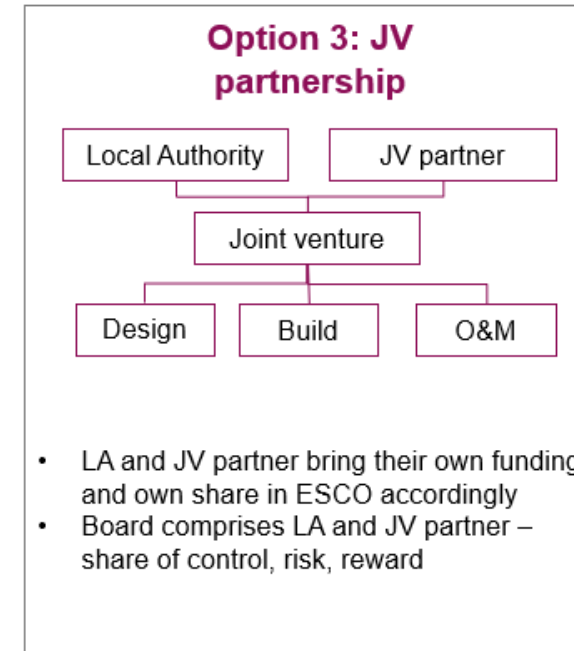 Option 3: JV
partnership
Local Authority
JV partner
Joint venture
Design
Build
O&M
• LA and JV partner bring their own funding
and own share in ESCO accordingly
• Board comprises LA and JV partner –
share of control, risk, reward